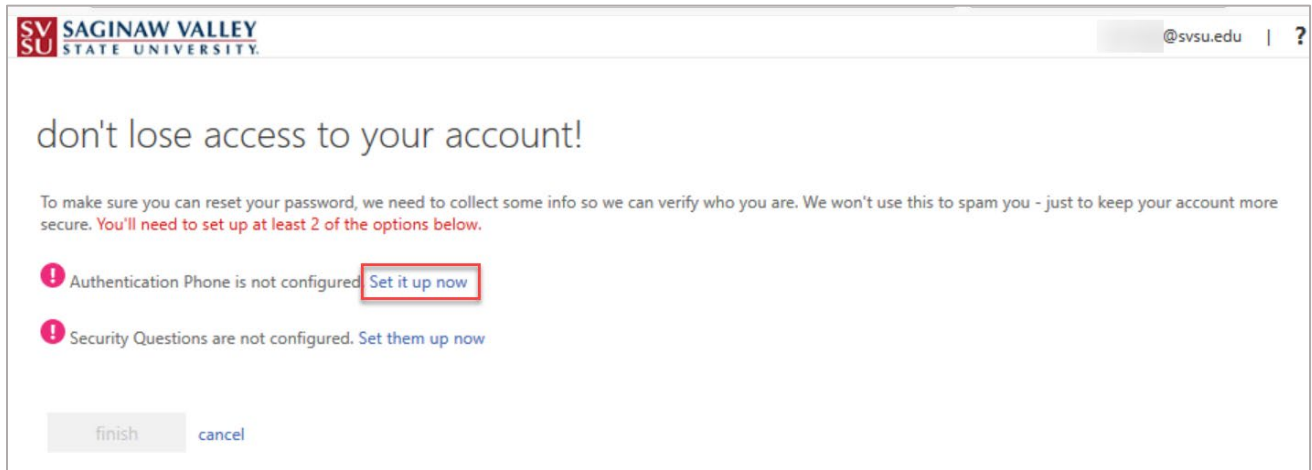 SV SAGINAW VALLEY
SU STATE UNIVERSITY.
@svsu.edu | ?
don't lose access to your account!
To make sure you can reset your password, we need to collect some info so we can verify who you are. We won't use this to spam you - just to keep your account more
secure. You'll need to set up at least 2 of the options below.
! Authentication Phone is not configured. Set it up now
! Security Questions are not configured. Set them up now
finish cancel